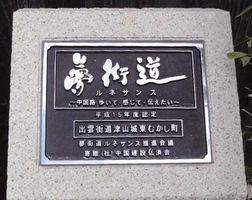 夢街道
ルネサンス
～中国路・歩いて 感じて・伝えたい～
平成15年度認定
出雲街道津山城東むかし町
夢街道ルネサンス推進会議
寄贈(社)中国建設弘済会